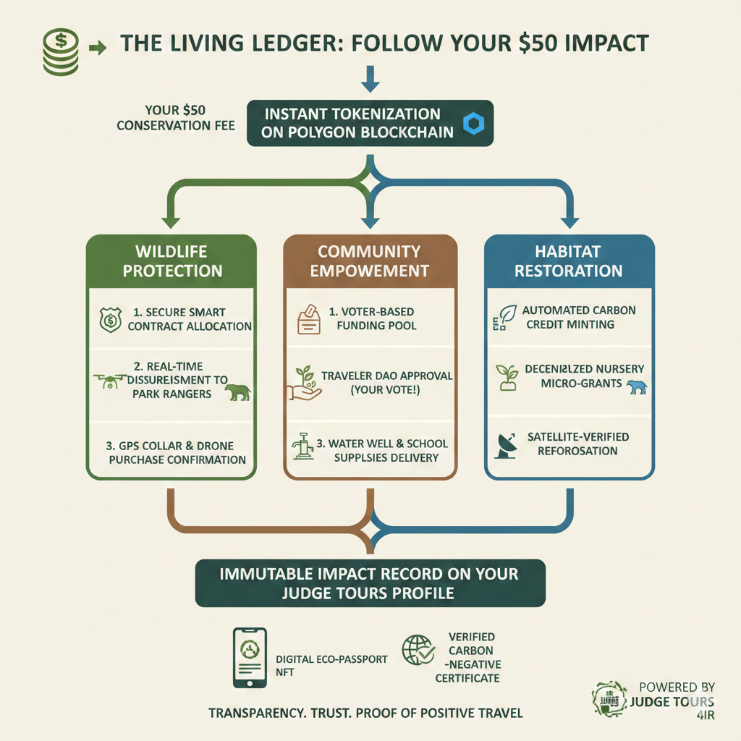 $
THE LIVING LEDGER: FOLLOW YOUR $50 IMPACT
YOUR $50
CONSERVATION FEE
INSTANT TOKENIZATION
ON POLYGON BLOCKCHAIN
WILDLIFE
PROTECTION
$
1. SECURE SMART
CONTRACT ALLOCATION
2. REAL-TIME
DISSUREISMENT TO
PARK RANGERS
3. GPS COLLAR & DRONE
PURCHASE CONFIRMATION
COMMUNITY
EMPOWEMENT
1. VOTER-BASED
FUNDING POOL
TRAVELER DAO APPROVAL
(YOUR VOTE!)
3. WATER WELL & SCHOOL
SUPPLSIES DELIVERY
HABITAT
RESTORATION
AUTOMATED CARBON
CREDIT MINTING
NURSERY
MICRO-GRANTS
SATELLITE-VERIFIED
REFOROSATION
IMMUTABLE IMPACT RECORD ON YOUR
JUDGE TOURS PROFILE
DIGITAL ECO-PASSPORT
NFT
VERIFIED
CARBON
-NEGATIVE
CERTIFICATE
TRANSPARENCY. TRUST. PROOF OF POSITIVE TRAVEL
POWERED BY
JUDGE TOURS
4IR